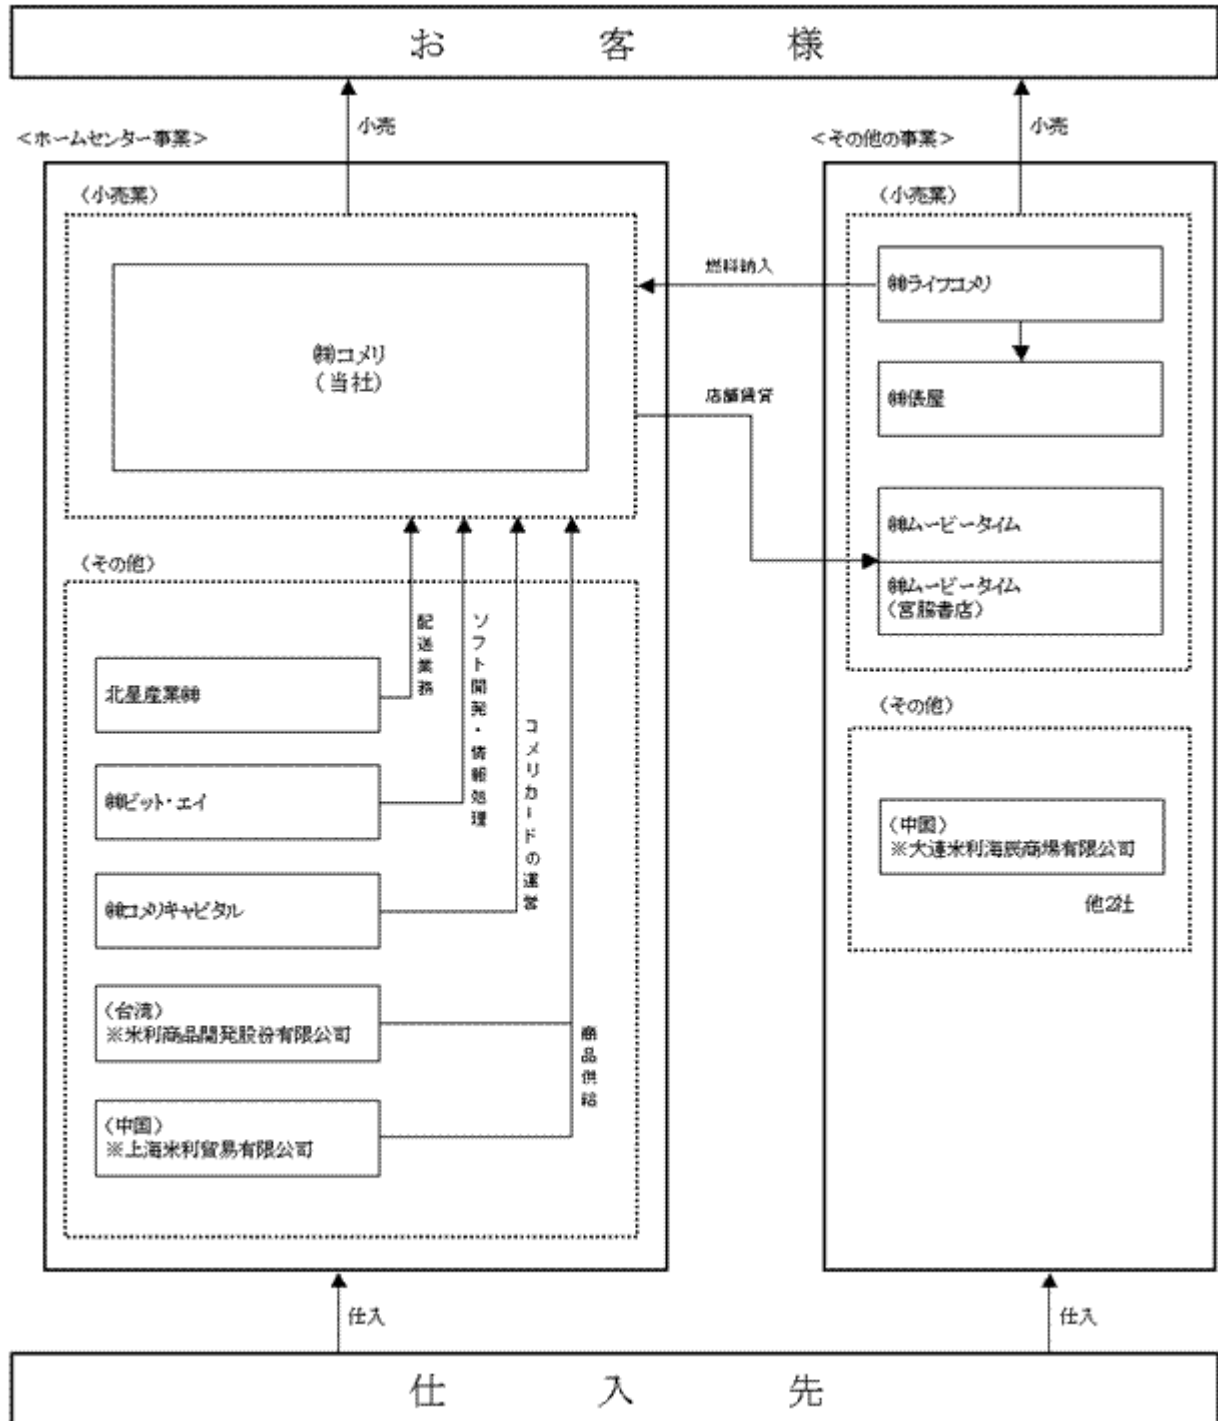 お客様
小売
小売
＜ホームセンター事業＞
＜その他の事業＞
〈小売業〉
〈小売業〉
㈱コメリ
（当社）
燃料納入
㈱ライフコメリ
㈱俵屋
店舗賃貸
㈱ムービータイム
㈱ムービータイム
（宮脇書店）
〈その他〉
〈その他〉
配送業務
ソフト開発・情報処理
コメリカードの運営
商品供給
北星産業㈱
㈱ビット・エイ
㈱コメリキャピタル
〈台湾〉
※米利商品開発股份有限公司
〈中国〉
※上海米利貿易有限公司
〈中国〉
※大連米利海辰商場有限公司
他2社
仕入
仕入
仕入先